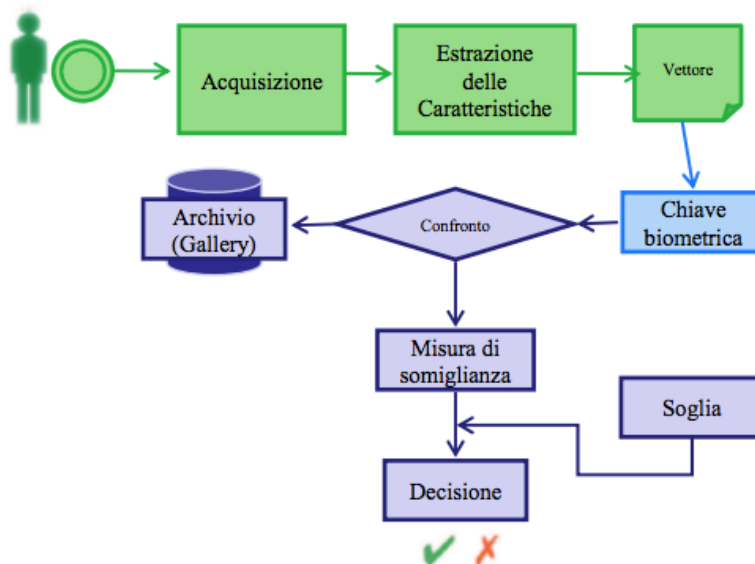 Acquisizione
Estrazione
delle
Caratteristiche
Vettore
Archivio
(Gallery)
Confronto
Chiave
biometrica
Misura di
somiglianza
Soglia
Decisione